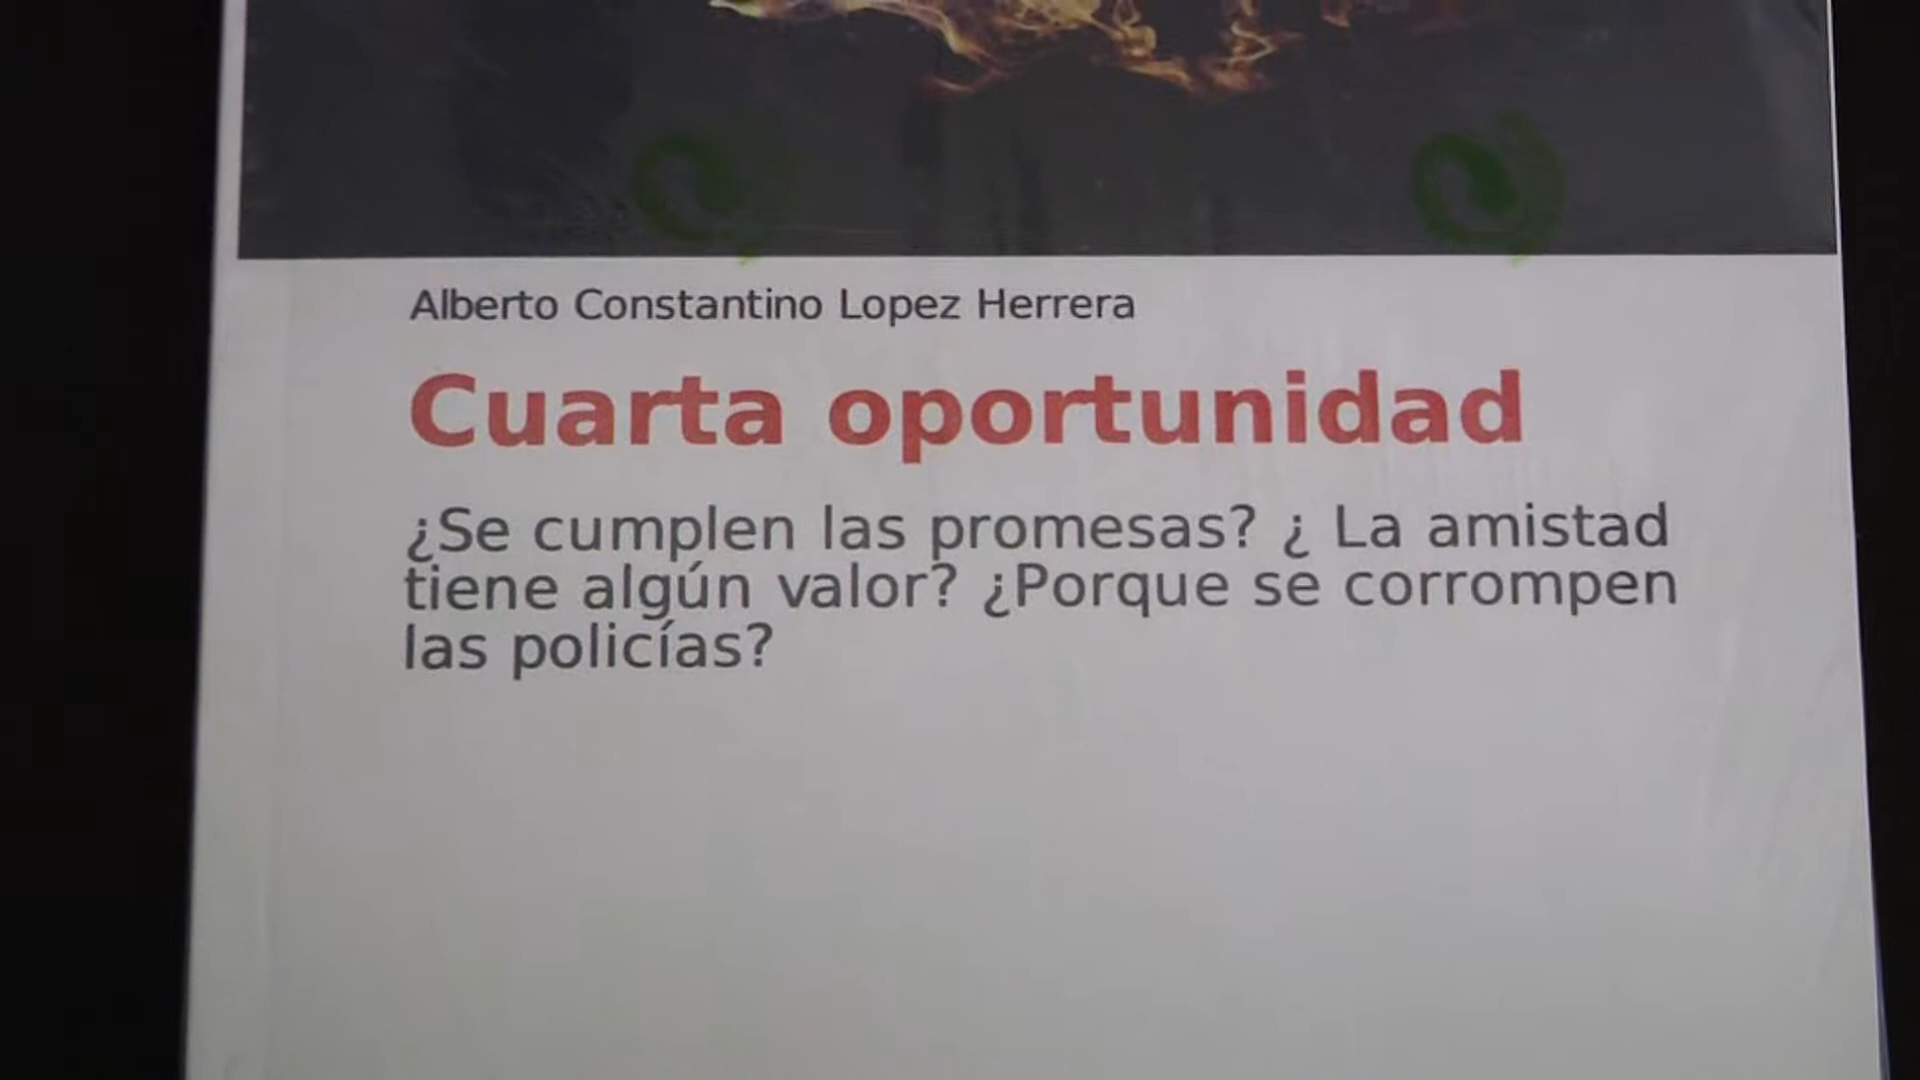 Alberto Constantino Lopez Herrera
Cuarta oportunidad
¿Se cumplen las promesas? ¿ La amistad
tiene algún valor? ¿Porque se corrompen
las policías?